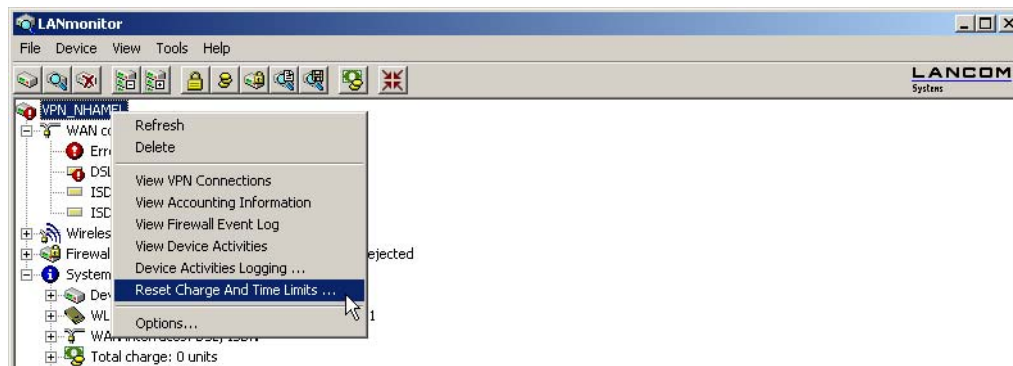 LANmonitor
File Device View Tools Help
LANCOM
Systems
VPN_NHAMEL
WAN
Refresh
Delete
View VPN Connections
View Accounting Information
View Firewall Event Log
View Device Activities
Device Activities Logging ...
Reset Charge And Time Limits ...
Options...
ejected
1
Total charge: 0 units